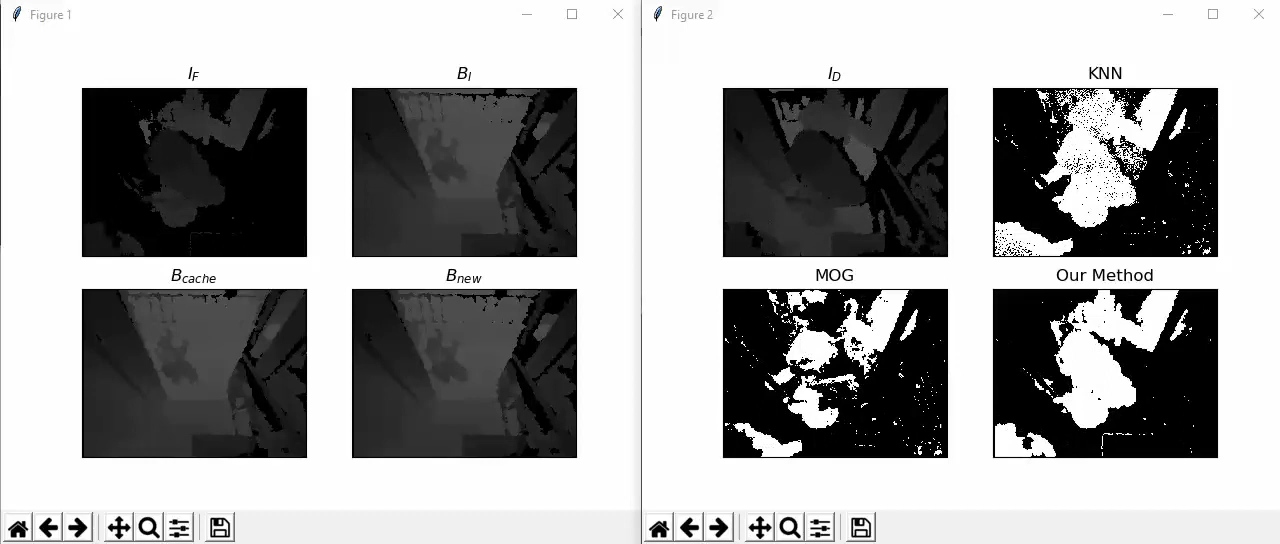 Figure 1
I_F
B_I
B_cache
B_new
Figure 2
I_D
KNN
MOG
Our Method